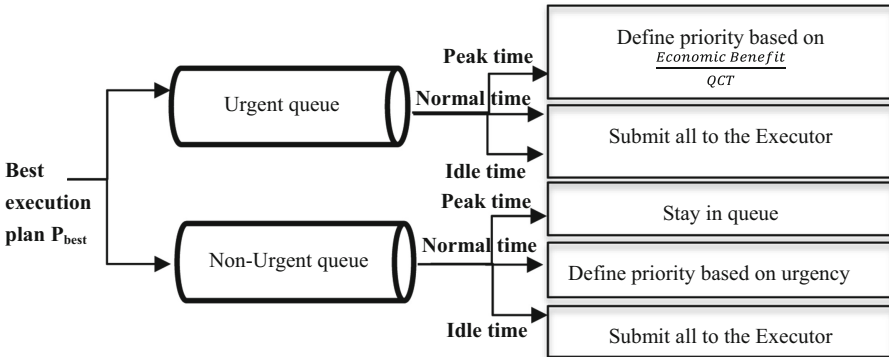 Best
execution
plan P_best
Urgent queue
Peak time
Normal time
Idle time
Define priority based on
Economic Benefit
QCT
Submit all to the Executor
Non-Urgent queue
Peak time
Normal time
Idle time
Stay in queue
Define priority based on urgency
Submit all to the Executor